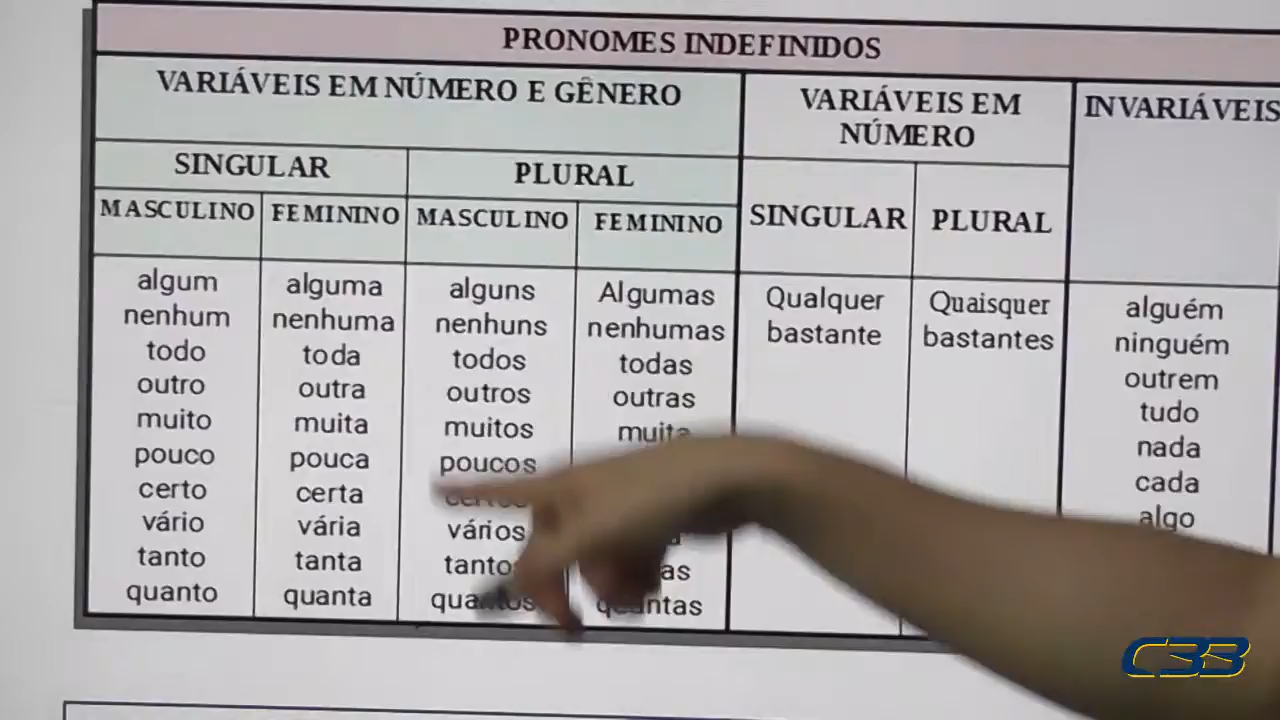 PRONOMES INDEFINIDOS
VARIÁVEIS EM NÚMERO E GÊNERO
VARIÁVEIS EM NÚMERO
INVARIÁVEIS
SINGULAR PLURAL
MASCULINO FEMININO MASCULINO FEMININO SINGULAR PLURAL
algum alguma alguns Algumas Qualquer Quaisquer alguém
nenhum nenhuma nenhuns nenhumas bastante bastantes ninguém
todo toda todos todas outrem
outro outra outros outras tudo
muito muita muitos nada
pouco pouca poucos cada
certo certa algo
vário vária vários
tanto tanta
quanto quanta quantas
C33